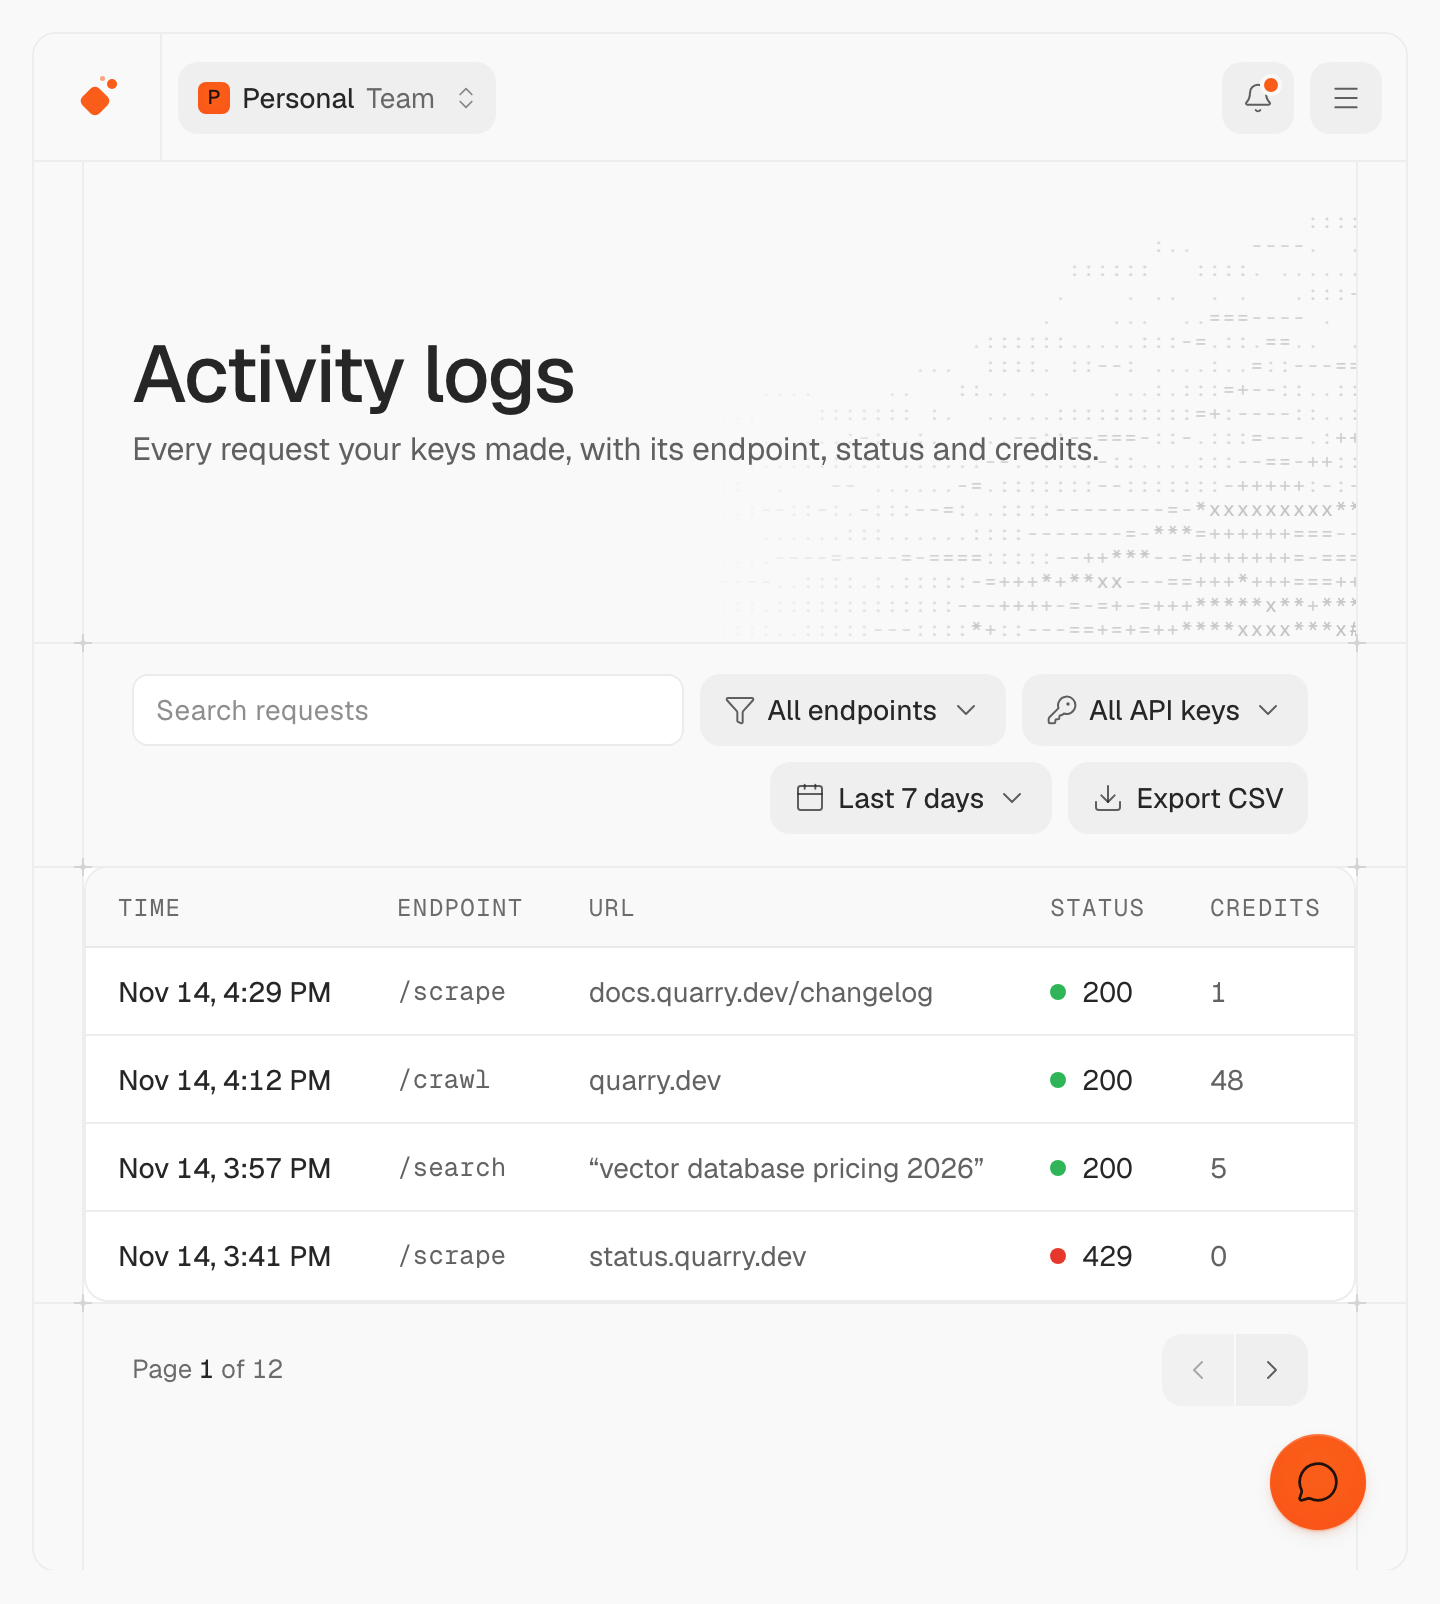 P Personal Team
Activity logs
Every request your keys made, with its endpoint, status and credits.
Search requests
All endpoints
All API keys
Last 7 days
Export CSV
TIME ENDPOINT URL STATUS CREDITS
Nov 14, 4:29 PM /scrape docs.quarry.dev/changelog 200 1
Nov 14, 4:12 PM /crawl quarry.dev 200 48
Nov 14, 3:57 PM /search “vector database pricing 2026” 200 5
Nov 14, 3:41 PM /scrape status.quarry.dev 429 0
Page 1 of 12